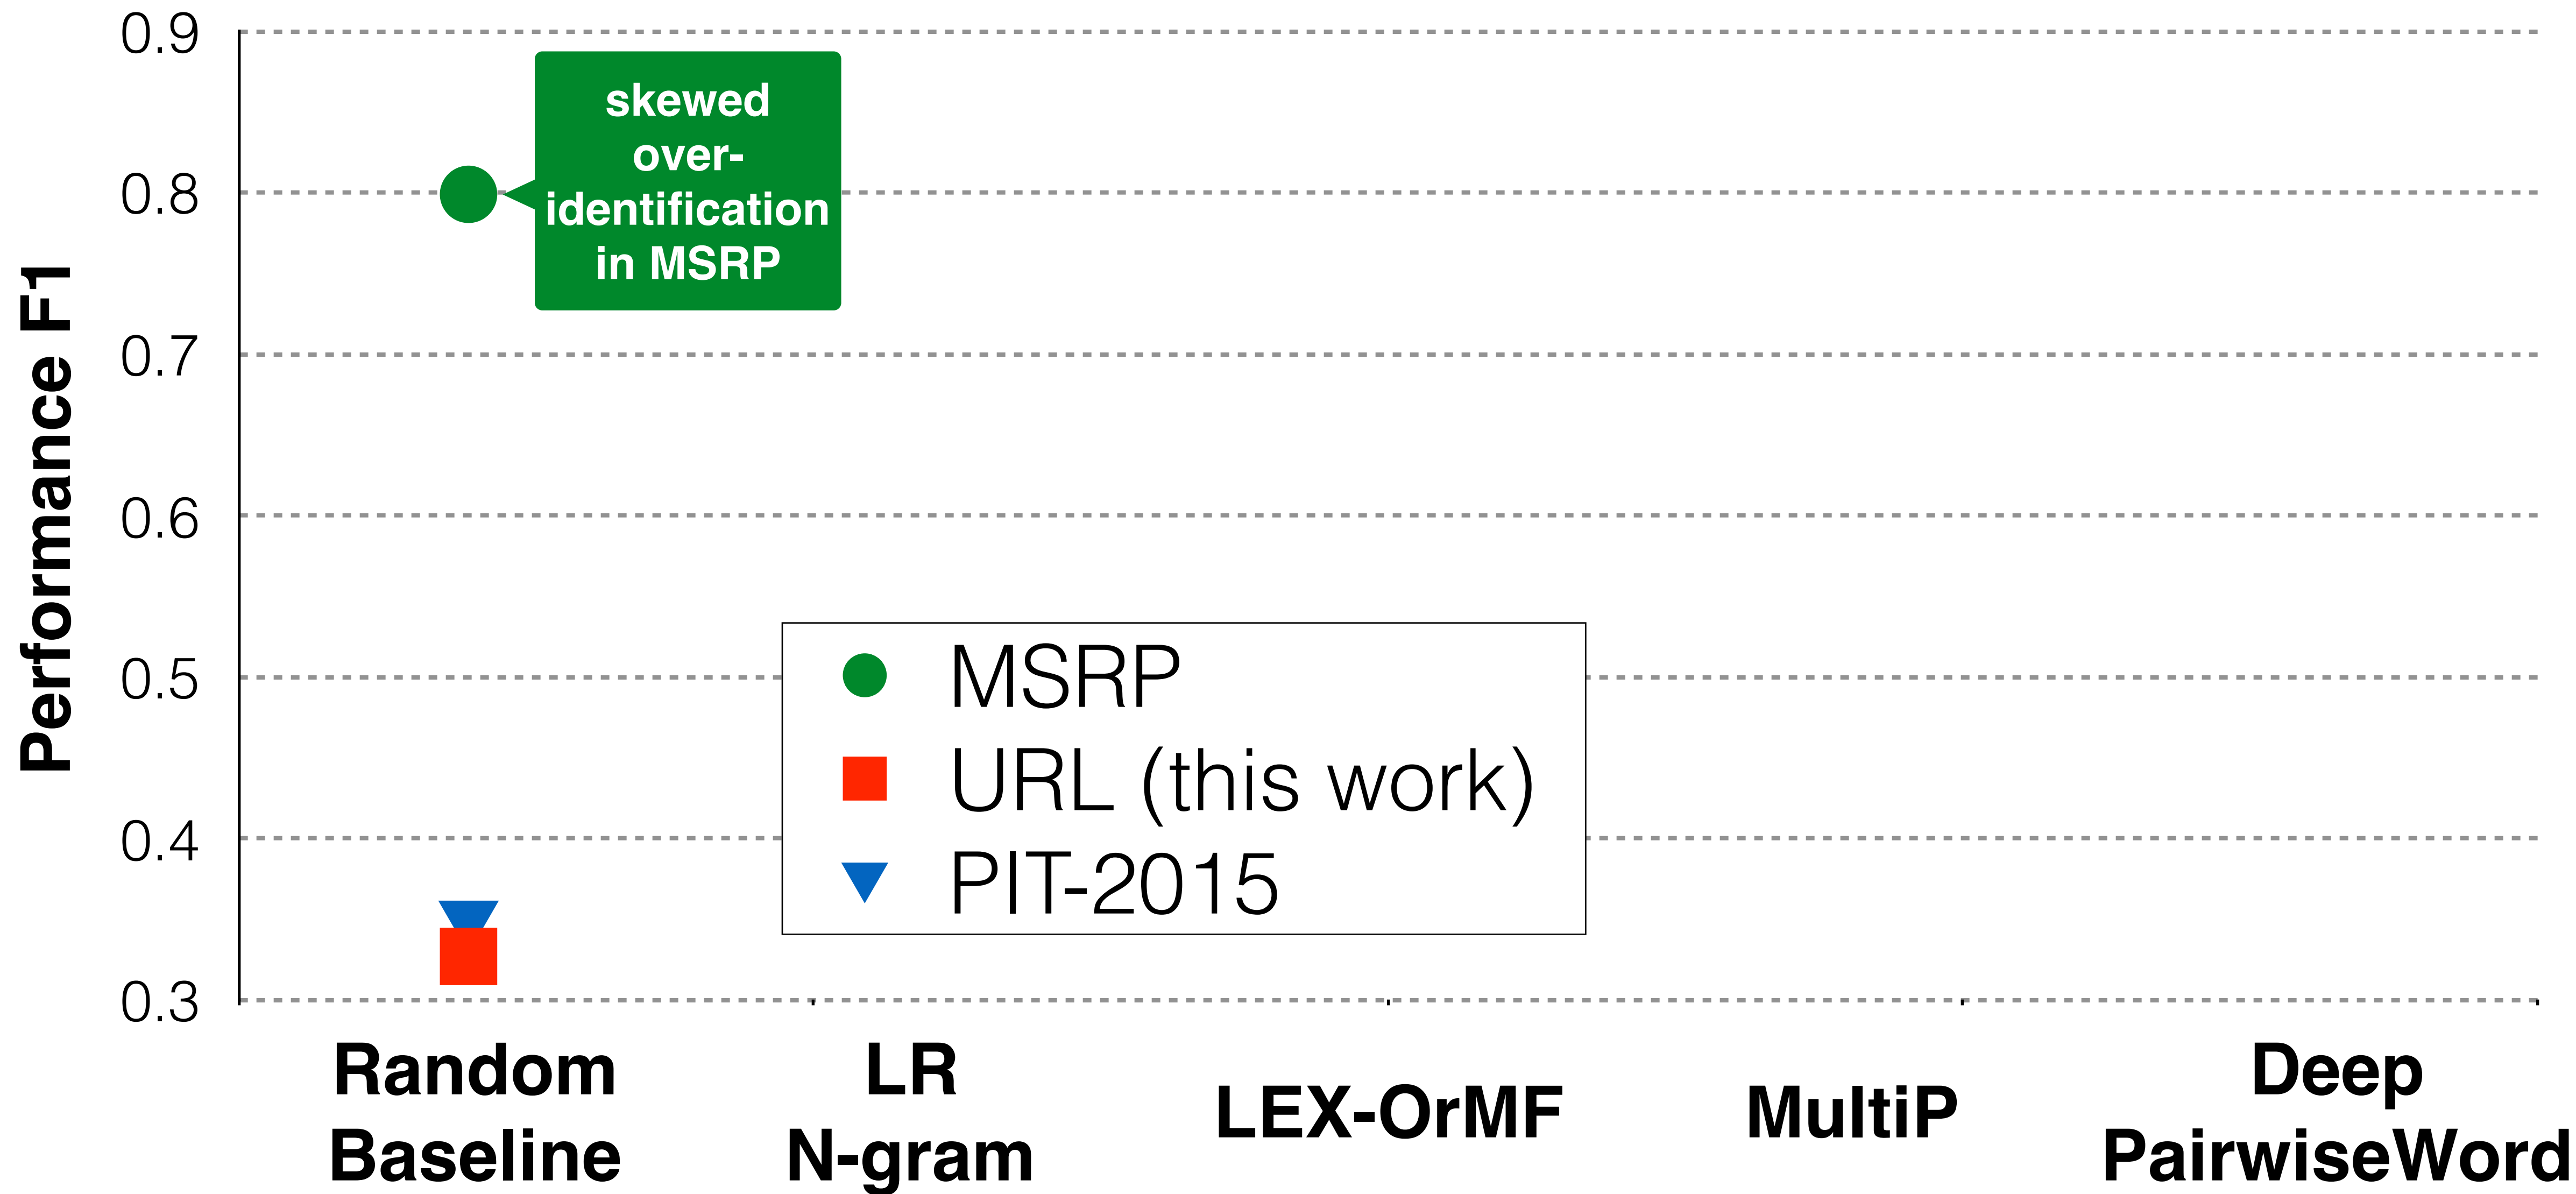 0.9
0.8
0.7
0.6
0.5
0.4
0.3
Performance F1
skewed
over-
identification
in MSRP
MSRP
URL (this work)
PIT-2015
Random
Baseline
LR
N-gram
LEX-OrMF
MultiP
Deep
PairwiseWord